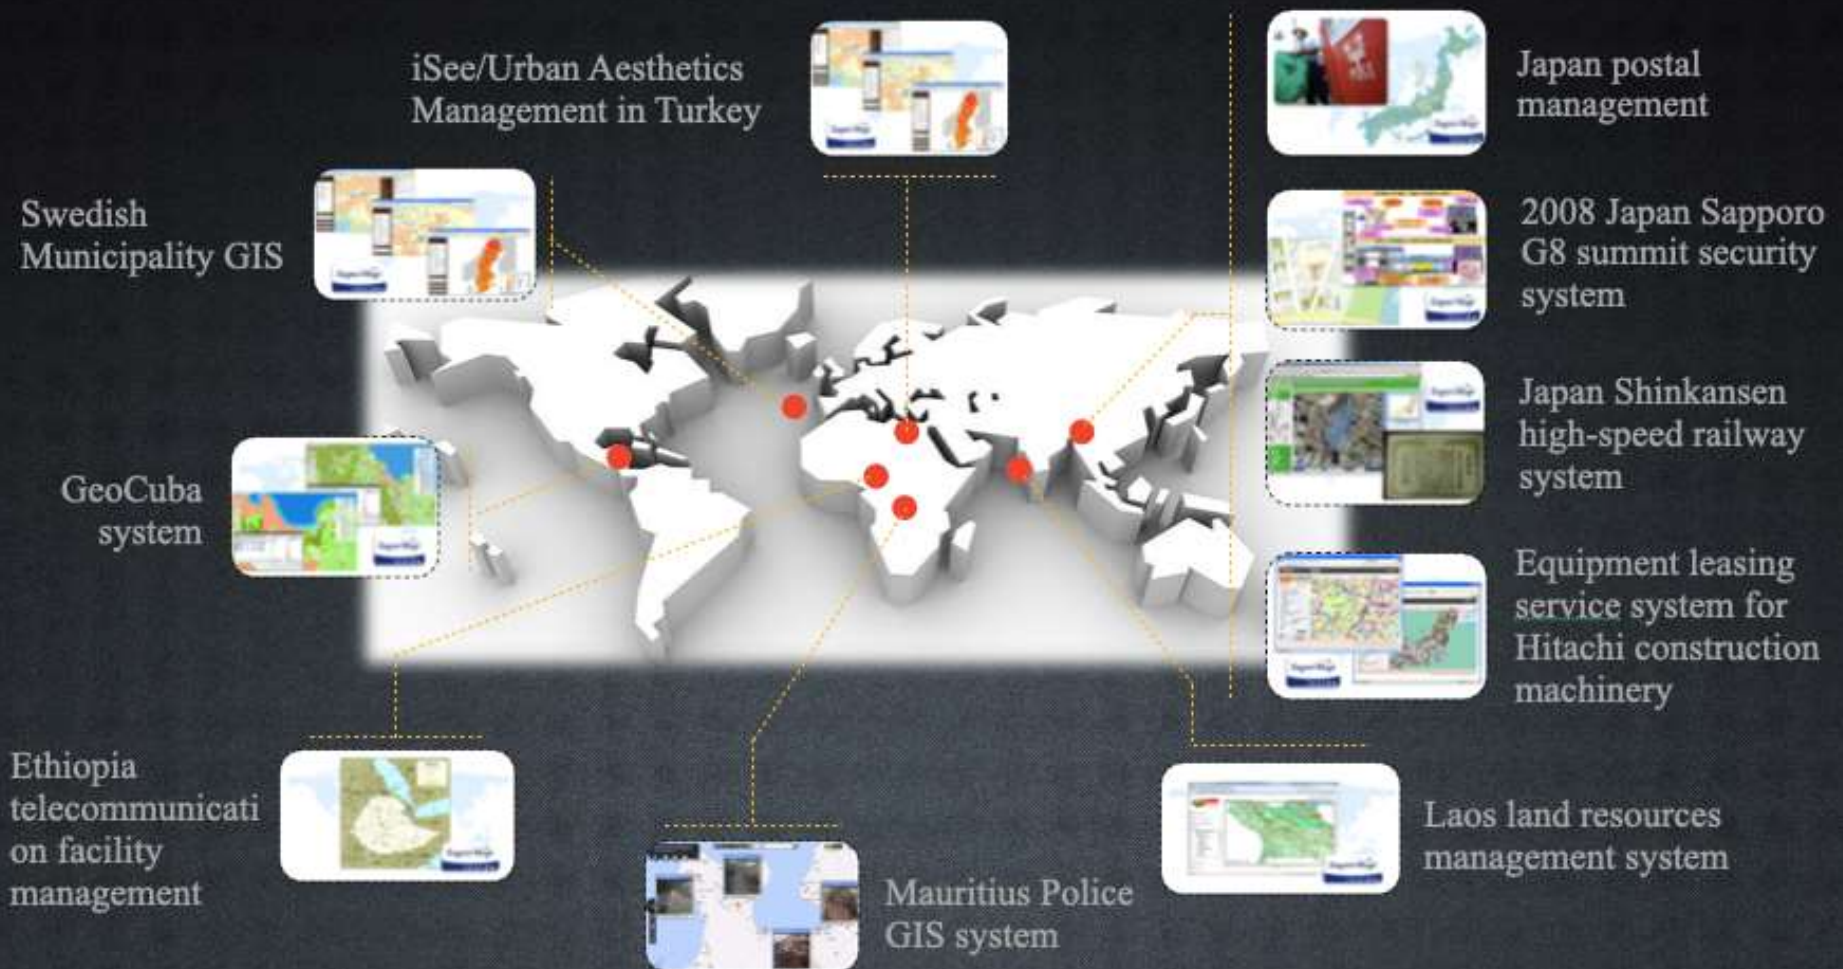 iSee/Urban Aesthetics
Management in Turkey
Japan postal
management
Swedish
Municipality GIS
2008 Japan Sapporo
G8 summit security
system
Japan Shinkansen
high-speed railway
system
GeoCuba
system
Equipment leasing
service system for
Hitachi construction
machinery
Ethiopia
telecommunicati
on facility
management
Laos land resources
management system
Mauritius Police
GIS system